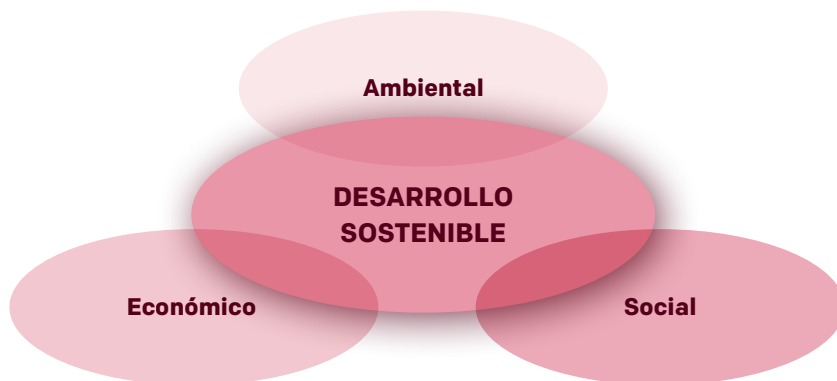 Ambiental
DESARROLLO
SOSTENIBLE
Económico
Social